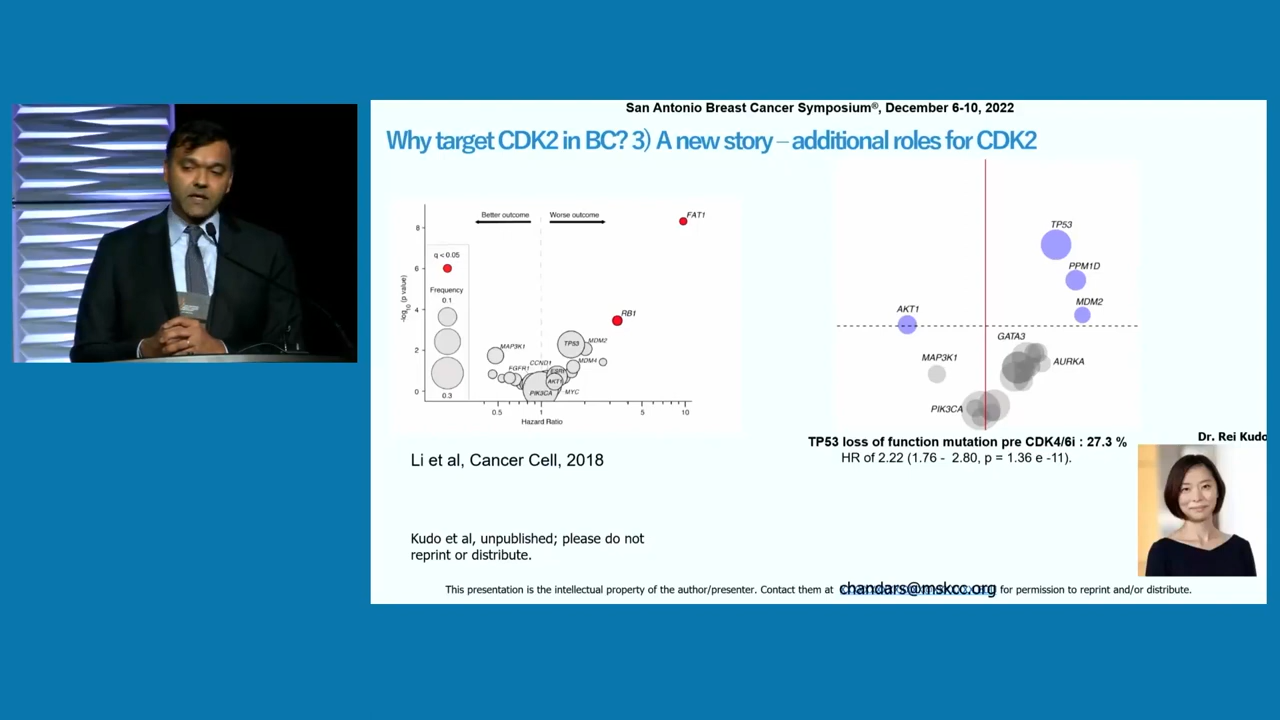 San Antonio Breast Cancer Symposium®, December 6-10, 2022
Why target CDK2 in BC? 3) A new story – additional roles for CDK2
Better outcome
Worse outcome
FAT1
q < 0.05
Frequency
0.1
0.3
-log10 (p value)
8
6
4
2
0
RB1
MAP3K1
TP53
MDM2
MDM4
CCND1
FGFR1
ESR1
AKT1
PIK3CA
MYC
0.5
1
5
10
Hazard Ratio
TP53
PPM1D
MDM2
AKT1
GATA3
MAP3K1
AURKA
PIK3CA
TP53 loss of function mutation pre CDK4/6i : 27.3 %
HR of 2.22 (1.76 - 2.80, p = 1.36 e -11).
Dr. Rei Kudo
Li et al, Cancer Cell, 2018
Kudo et al, unpublished; please do not
reprint or distribute.
This presentation is the intellectual property of the author/presenter. Contact them at chandars@mskcc.org for permission to reprint and/or distribute.